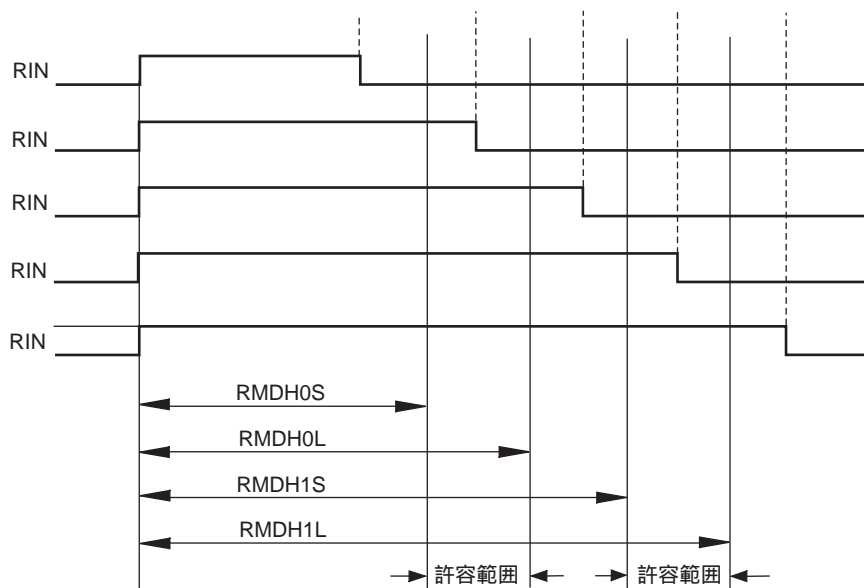 RIN
RIN
RIN
RIN
RIN
RMDH0S
RMDH0L
RMDH1S
RMDH1L
許容範囲 許容範囲